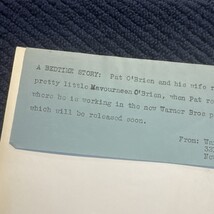 A BEDTIME STORY: Pat O'Brien and his wife
pretty little Mavourneen O'Brien, when Pat
where he is working in the new Warner Bros
which will be released soon.
From: